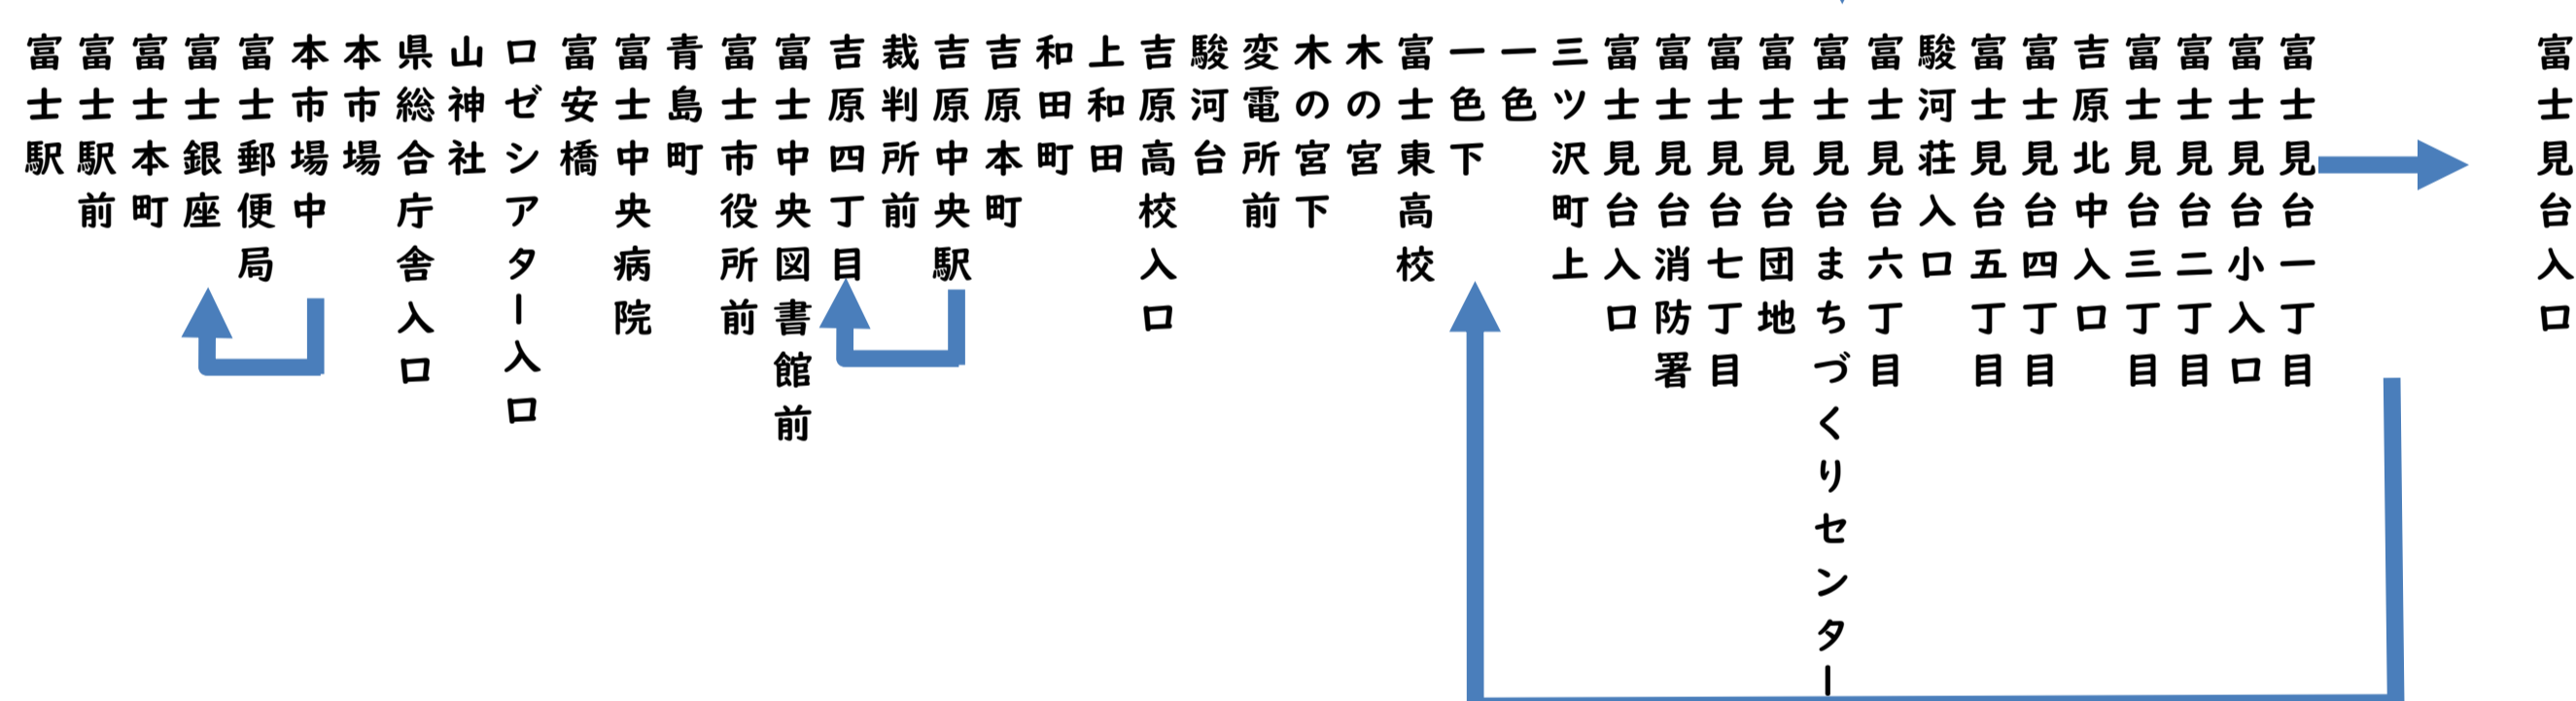 富士駅
富士駅前
富士本町
富士銀座
富士郵便局
本市場中
本市場
県総合庁舎入口
山神社
ロゼシアター入口
富安橋
富士中央病院
青島町
富士市役所前
富士中央図書館前
吉原四丁目
裁判所前
吉原中央駅
吉原本町
和田町
上和田
吉原高校入口
駿河台
変電所前
木の宮下
木の宮
富士東高校
一色下
一色
三ツ沢町上
富士見台入口
富士見台消防署
富士見台七丁目
富士見台団地
富士見台まちづくりセンター
富士見台六丁目
駿河荘入口
富士見台五丁目
富士見台四丁目
吉原北中入口
富士見台三丁目
富士見台二丁目
富士見台小入口
富士見台一丁目
富士見台入口